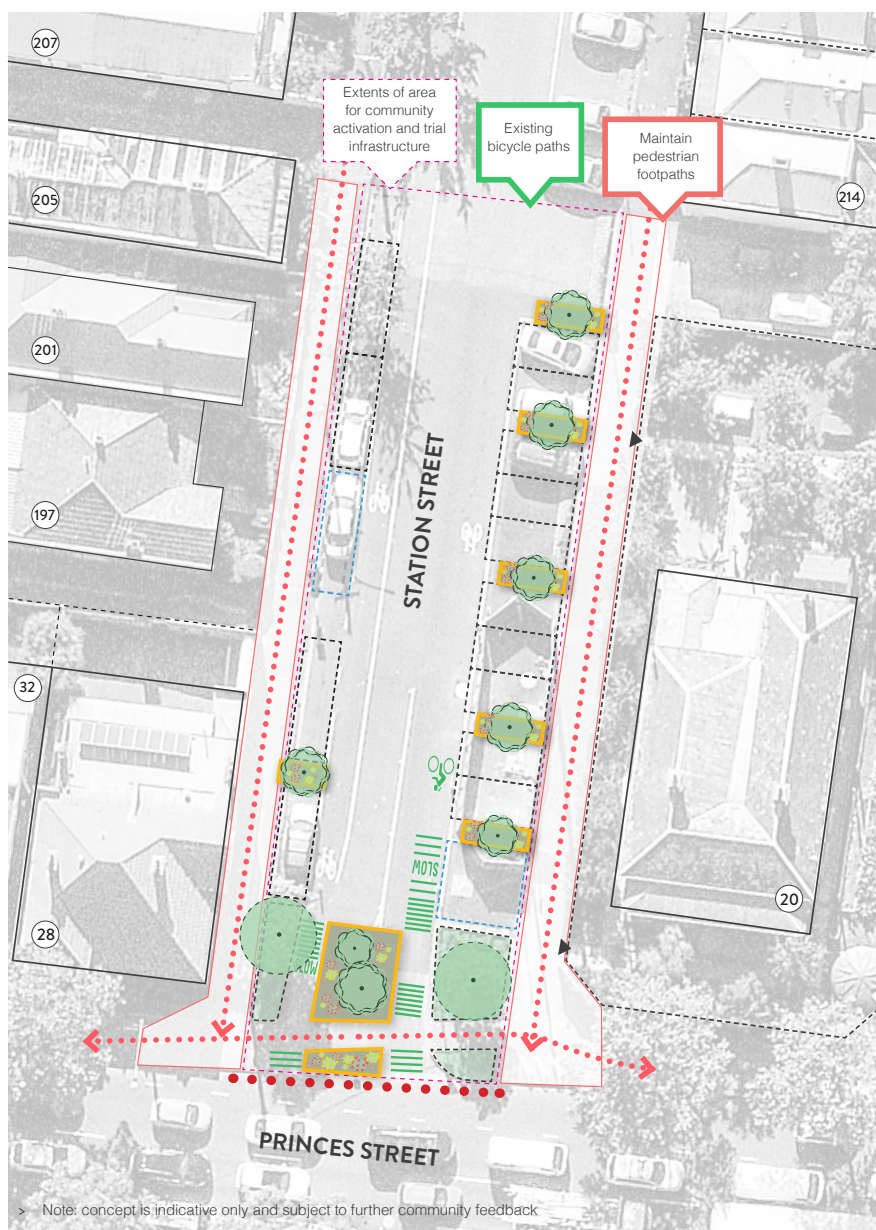 207
Extents of area
for community
activation and trial
infrastructure
Existing
bicycle paths
Maintain
pedestrian
footpaths
205
214
201
STATION STREET
197
32
SLOW
20
28
SLOW
PRINCES STREET
> Note: concept is indicative only and subject to further community feedback